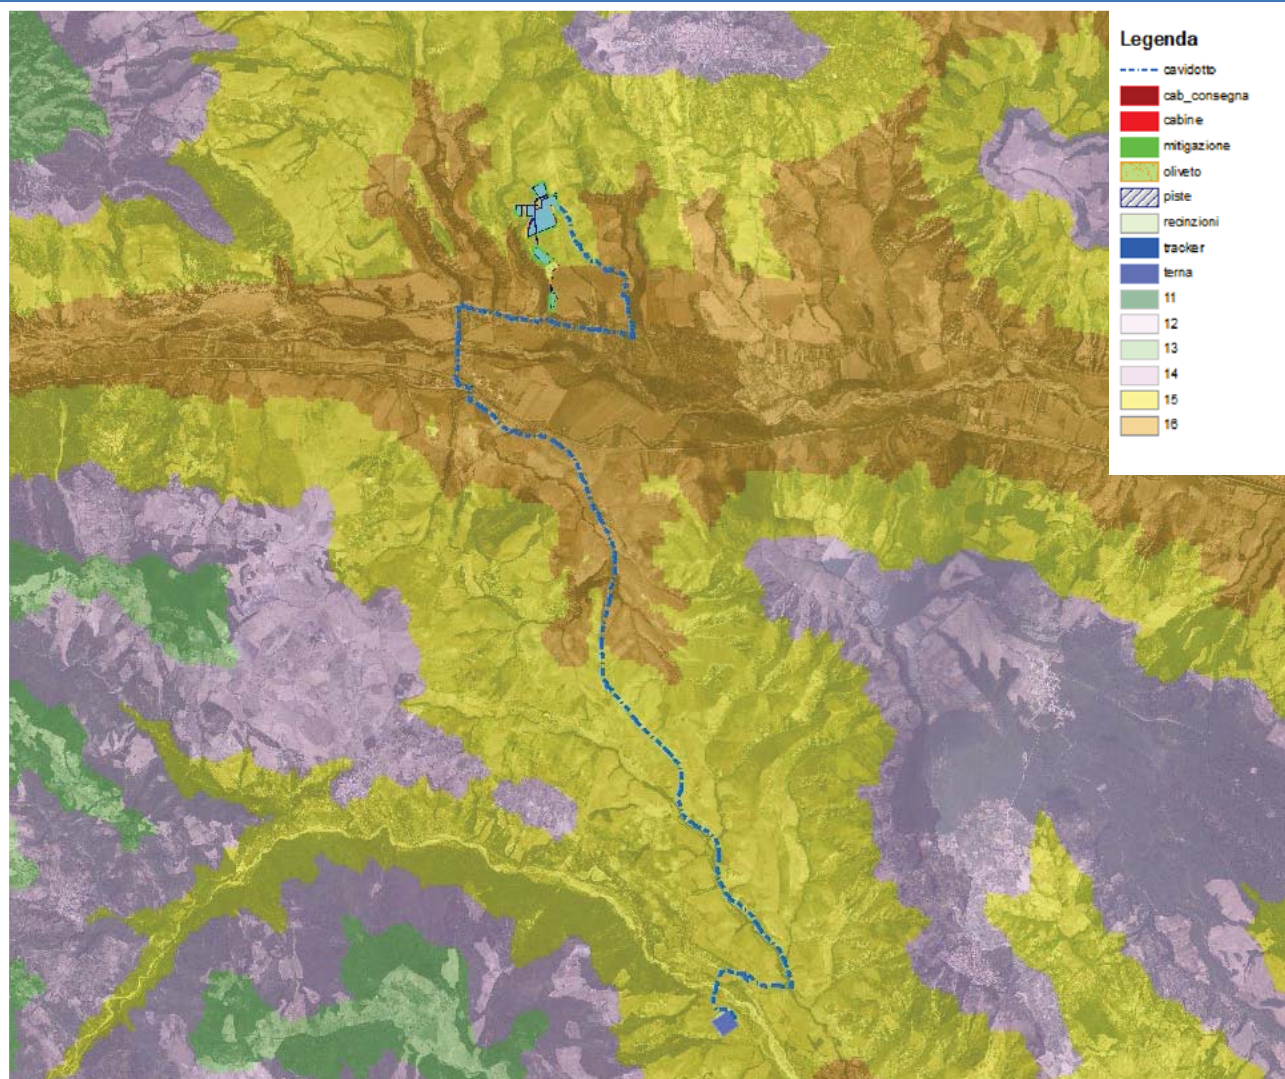 Legenda
cavidotto
cab_consegna
cabine
mitigazione
oliveto
piste
recinzioni
tracker
terna
11
12
13
14
15
16